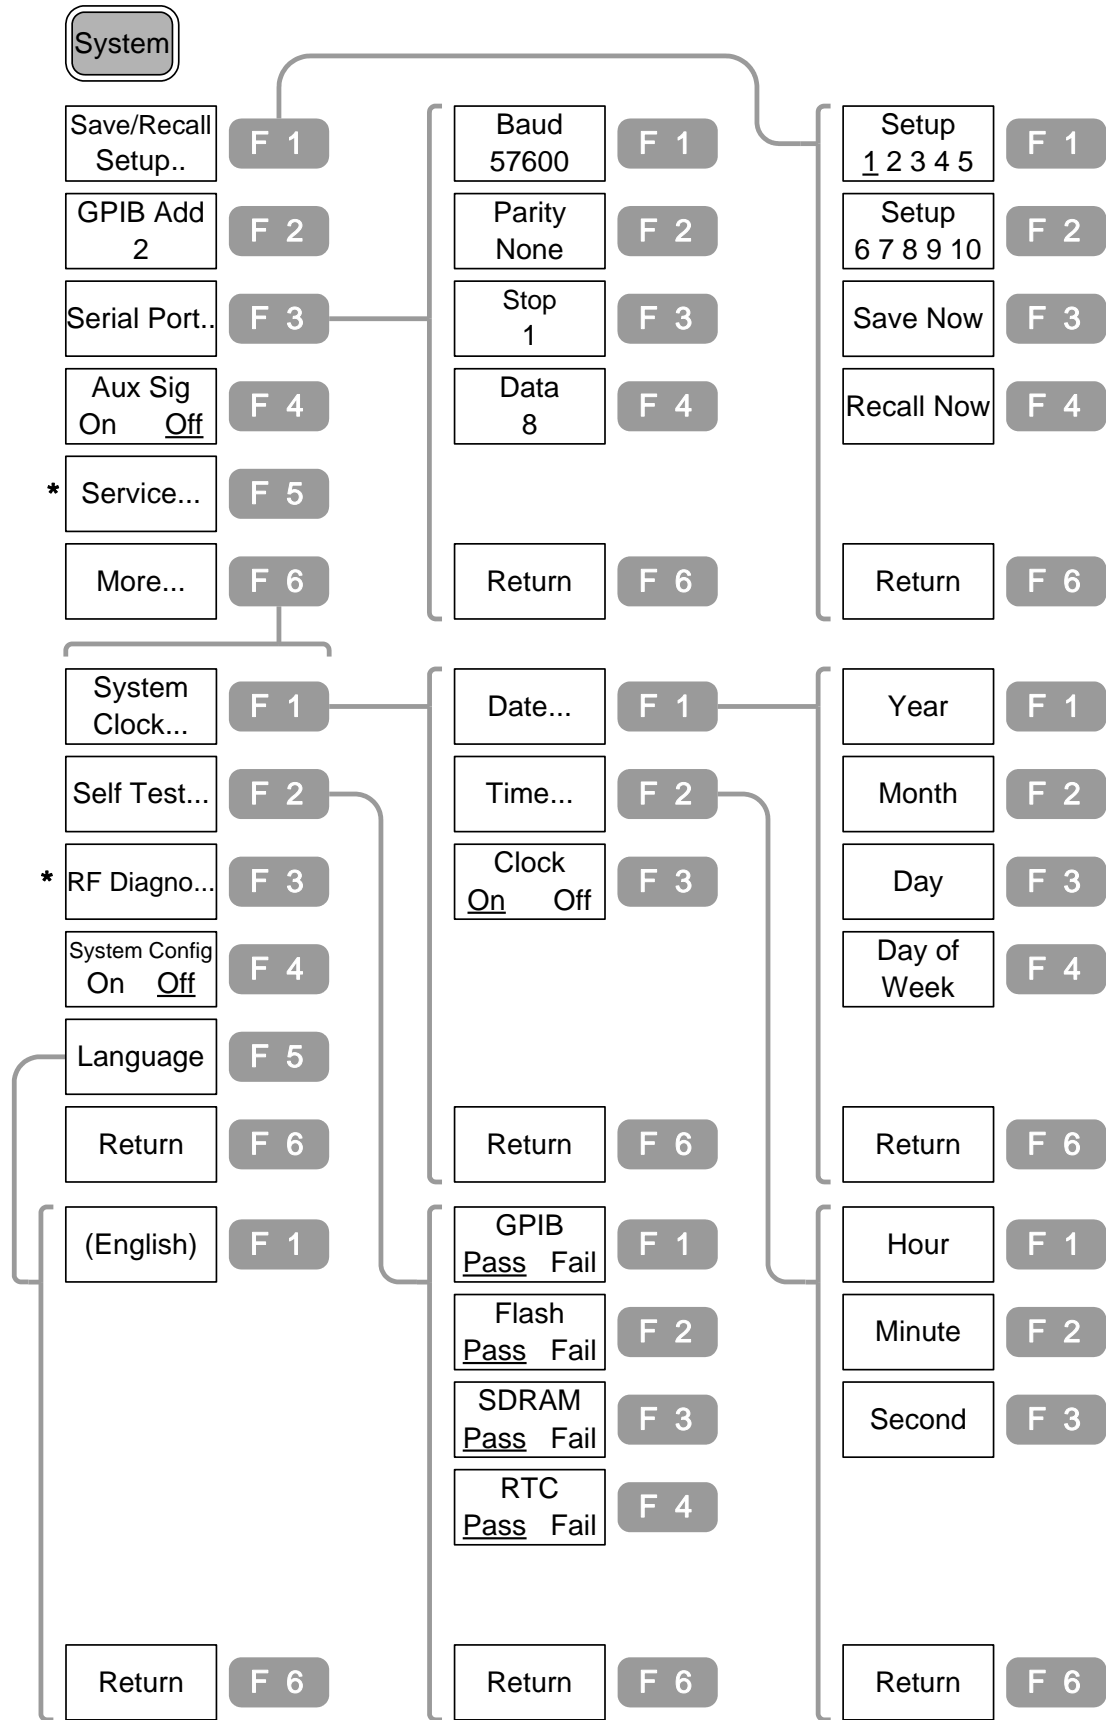 System
Save/Recall
Setup..
F 1
GPIB Add
2
F 2
Serial Port..
F 3
Aux Sig
On Off
F 4
* Service...
F 5
More...
F 6
Baud
57600
F 1
Parity
None
F 2
Stop
1
F 3
Data
8
F 4
Return
F 6
Setup
1 2 3 4 5
F 1
Setup
6 7 8 9 10
F 2
Save Now
F 3
Recall Now
F 4
Return
F 6
System
Clock...
F 1
Self Test...
F 2
* RF Diagno...
F 3
System Config
On Off
F 4
Language
F 5
Return
F 6
Date...
F 1
Time...
F 2
Clock
On Off
F 3
Return
F 6
Year
F 1
Month
F 2
Day
F 3
Day of
Week
F 4
Return
F 6
(English)
F 1
Return
F 6
GPIB
Pass Fail
F 1
Flash
Pass Fail
F 2
SDRAM
Pass Fail
F 3
RTC
Pass Fail
F 4
Return
F 6
Hour
F 1
Minute
F 2
Second
F 3
Return
F 6